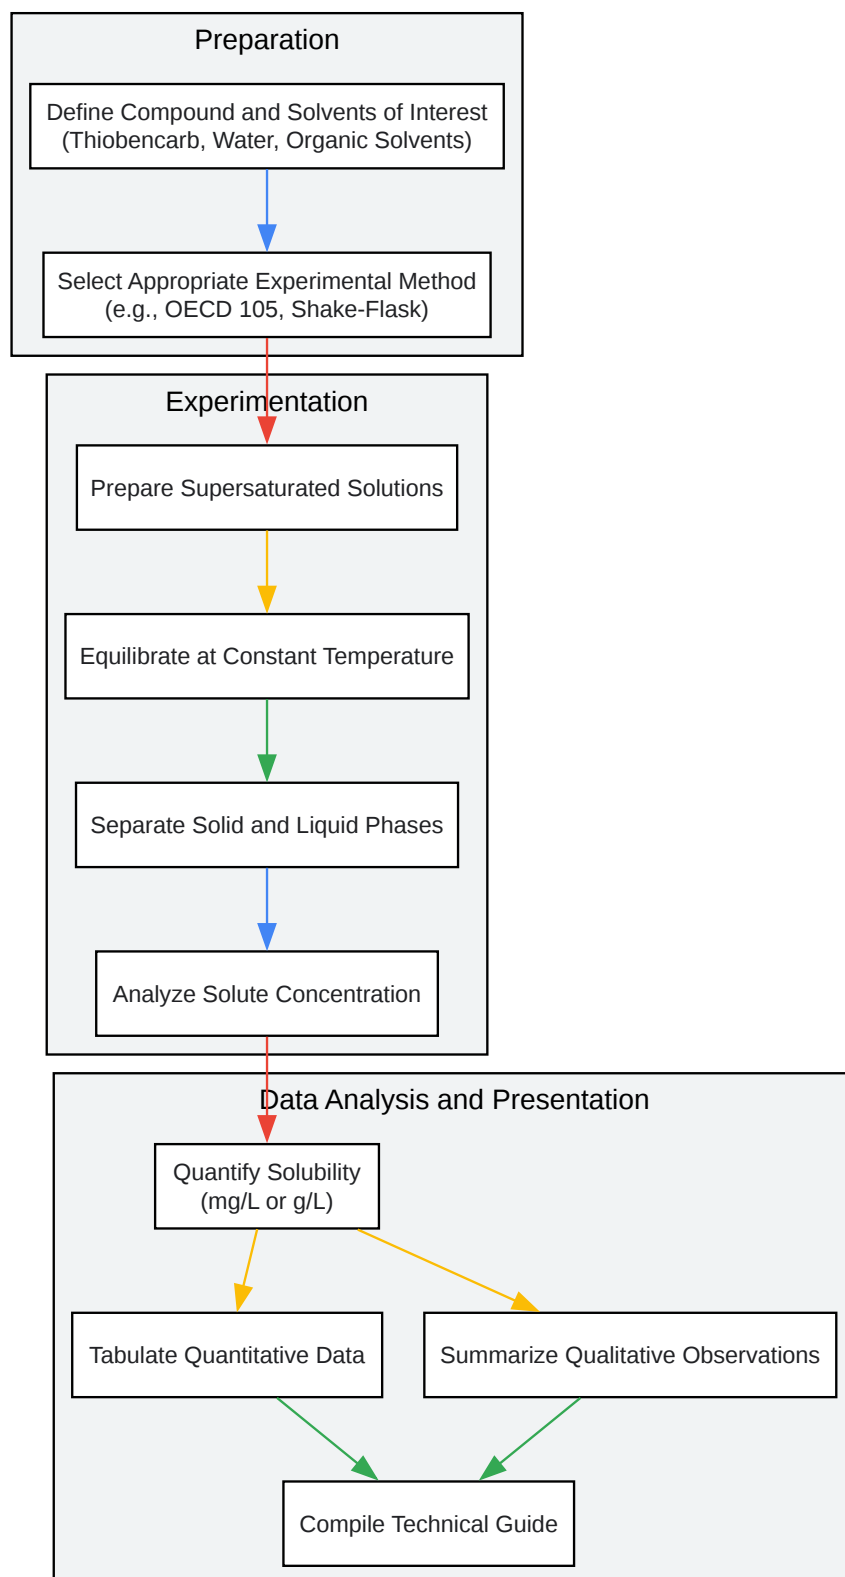 Preparation
Define Compound and Solvents of Interest
(Thiobencarb, Water, Organic Solvents)
Select Appropriate Experimental Method
(e.g., OECD 105, Shake-Flask)
Experimentation
Prepare Supersaturated Solutions
Equilibrate at Constant Temperature
Separate Solid and Liquid Phases
Analyze Solute Concentration
Data Analysis and Presentation
Quantify Solubility
(mg/L or g/L)
Tabulate Quantitative Data
Summarize Qualitative Observations
Compile Technical Guide